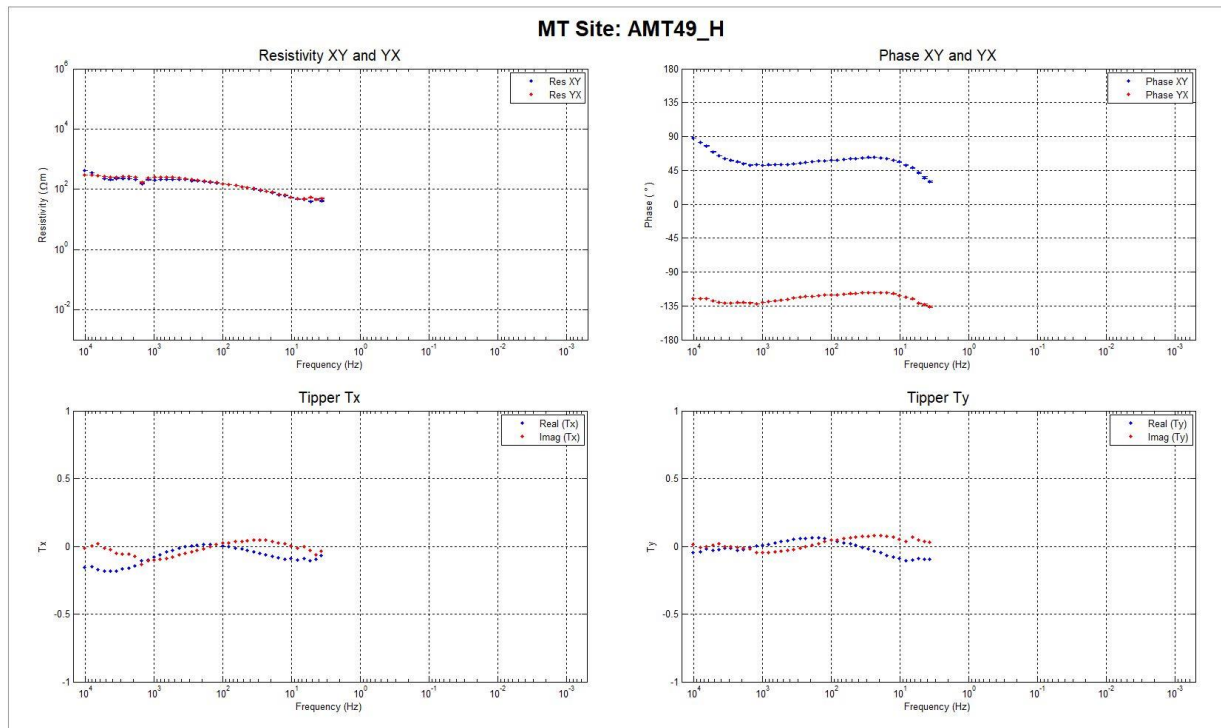 MT Site: AMT49_H
Resistivity XY and YX
Res XY
Res YX
10^6
10^4
10^2
10^0
10^-2
Resistivity (Ωm)
10^4 10^3 10^2 10^1 10^0 10^-1 10^-2 10^-3
Frequency (Hz)
Phase XY and YX
Phase XY
Phase YX
180
135
90
45
0
-45
-90
-135
-180
Phase (°)
10^4 10^3 10^2 10^1 10^0 10^-1 10^-2 10^-3
Frequency (Hz)
Tipper Tx
Real (Tx)
Imag (Tx)
1
0.5
0
-0.5
-1
Tx
10^4 10^3 10^2 10^1 10^0 10^-1 10^-2 10^-3
Frequency (Hz)
Tipper Ty
Real (Ty)
Imag (Ty)
1
0.5
0
-0.5
-1
Ty
10^4 10^3 10^2 10^1 10^0 10^-1 10^-2 10^-3
Frequency (Hz)